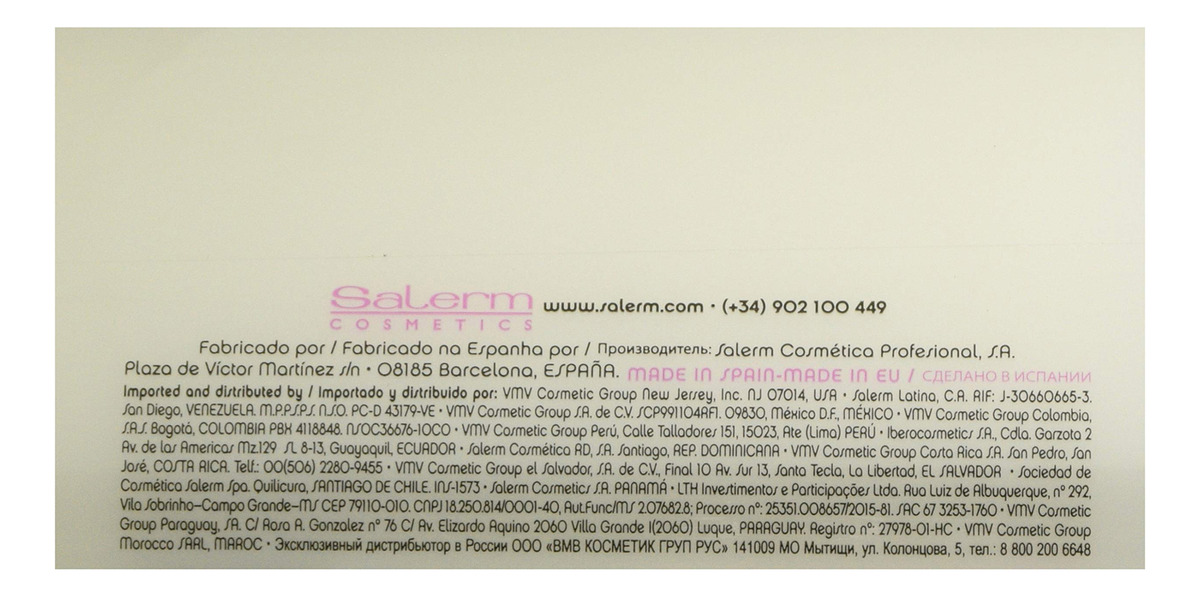 Salerm
COSMETICS
www.salerm.com · (+34) 902 100 449
Fabricado por / Fabricado na Espanha por / Производитель: Salerm Cosmética Profesional, S.A.
Plaza de Víctor Martínez s/n · 08185 Barcelona, ESPAÑA. MADE IN SPAIN-MADE IN EU / СДЕЛАНО В ИСПАНИИ
Imported and distributed by / Importado y distribuido por: VMV Cosmetic Group New Jersey, Inc. NJ 07014, USA · Salerm Latina, C.A. RIF: J-30660665-3.
San Diego, VENEZUELA. M.P.P.S.P.S. N.S.O. PC-D 43179-VE · VMV Cosmetic Group S.A. de C.V. SCP991104AF1. 09830, México D.F., MÉXICO · VMV Cosmetic Group Colombia,
S.A.S. Bogotá, COLOMBIA PBX 4118848. NSOC36676-10CO · VMV Cosmetic Group Perú, Calle Talladores 151, 15023, Ate (Lima) PERÚ · Iberocosmetics S.A., Cdla. Garzota 2
Av. de las Americas Mz.129 SL 8-13, Guayaquil, ECUADOR · Salerm Cosmética RD, S.A. Santiago, REP. DOMINICANA · VMV Cosmetic Group Costa Rica S.A. San Pedro, San
José, COSTA RICA. Telf.: 00(506) 2280-9455 · VMV Cosmetic Group el Salvador, S.A. de C.V., Final 10 Av. Sur 13, Santa Tecla, La Libertad, EL SALVADOR · Sociedad de
Cosmética Salerm Spa. Quilicura, SANTIAGO DE CHILE. INS-1573 · Salerm Cosmetics S.A. PANAMÁ · LTH Investimentos e Participações Ltda. Rua Luiz de Albuquerque, nº 292,
Vila Sobrinho–Campo Grande–MS CEP 79110-010. CNPJ 18.250.814/0001-40, Aut.Func/MS 2.07682.8; Processo nº: 25351.008657/2015-81. SAC 67 3253-1760 · VMV Cosmetic
Group Paraguay, SA. C/ Rosa A. Gonzalez nº 76 C/ Av. Elizardo Aquino 2060 Villa Grande 1(2060) Luque, PARAGUAY. Registro nº: 27978-01-HC · VMV Cosmetic Group
Morocco SARL, MAROC · Эксклюзивный дистрибьютор в России ООО «ВМВ КОСМЕТИК ГРУП РУС» 141009 МО Мытищи, ул. Колонцова, 5, тел.: 8 800 200 6648